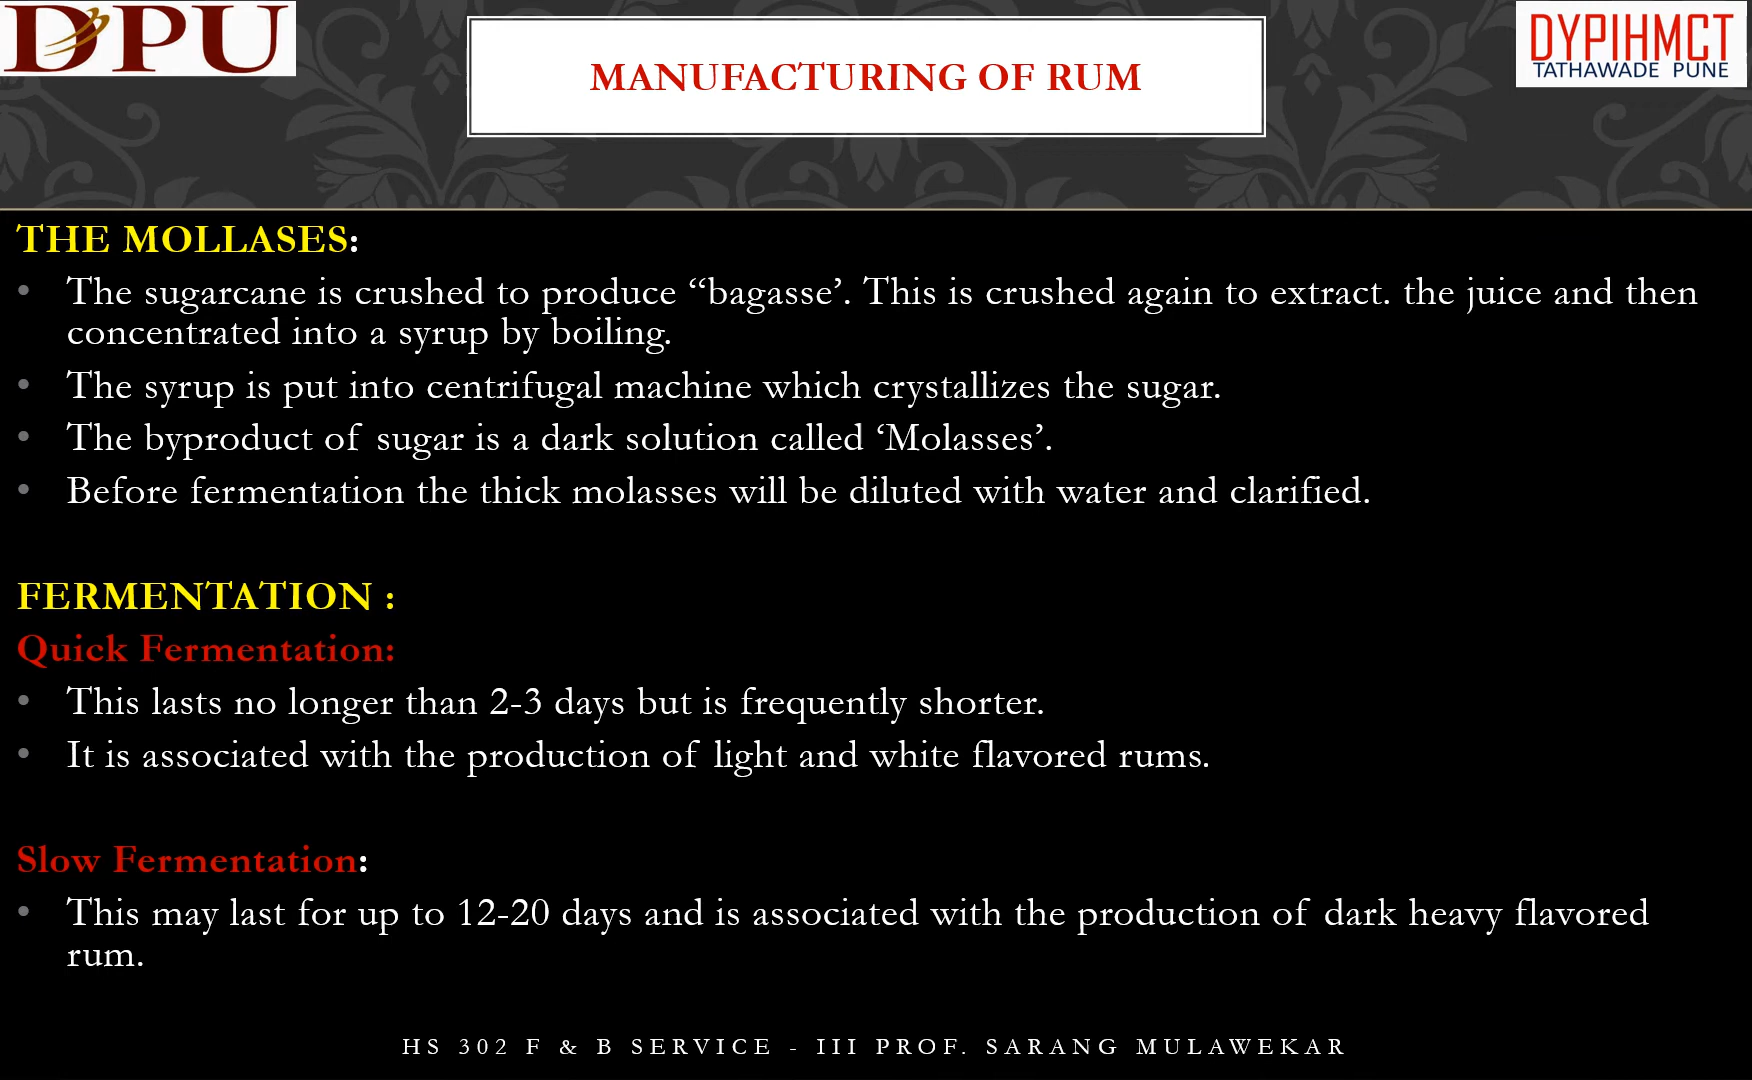 DPU
MANUFACTURING OF RUM
DYPIHMCT
TATHAWADE PUNE
THE MOLLASES:
• The sugarcane is crushed to produce “bagasse’. This is crushed again to extract. the juice and then
concentrated into a syrup by boiling.
• The syrup is put into centrifugal machine which crystallizes the sugar.
• The byproduct of sugar is a dark solution called ‘Molasses’.
• Before fermentation the thick molasses will be diluted with water and clarified.
FERMENTATION :
Quick Fermentation:
• This lasts no longer than 2-3 days but is frequently shorter.
• It is associated with the production of light and white flavored rums.
Slow Fermentation:
• This may last for up to 12-20 days and is associated with the production of dark heavy flavored
rum.
HS 302 F & B SERVICE - III PROF. SARANG MULAWEKAR